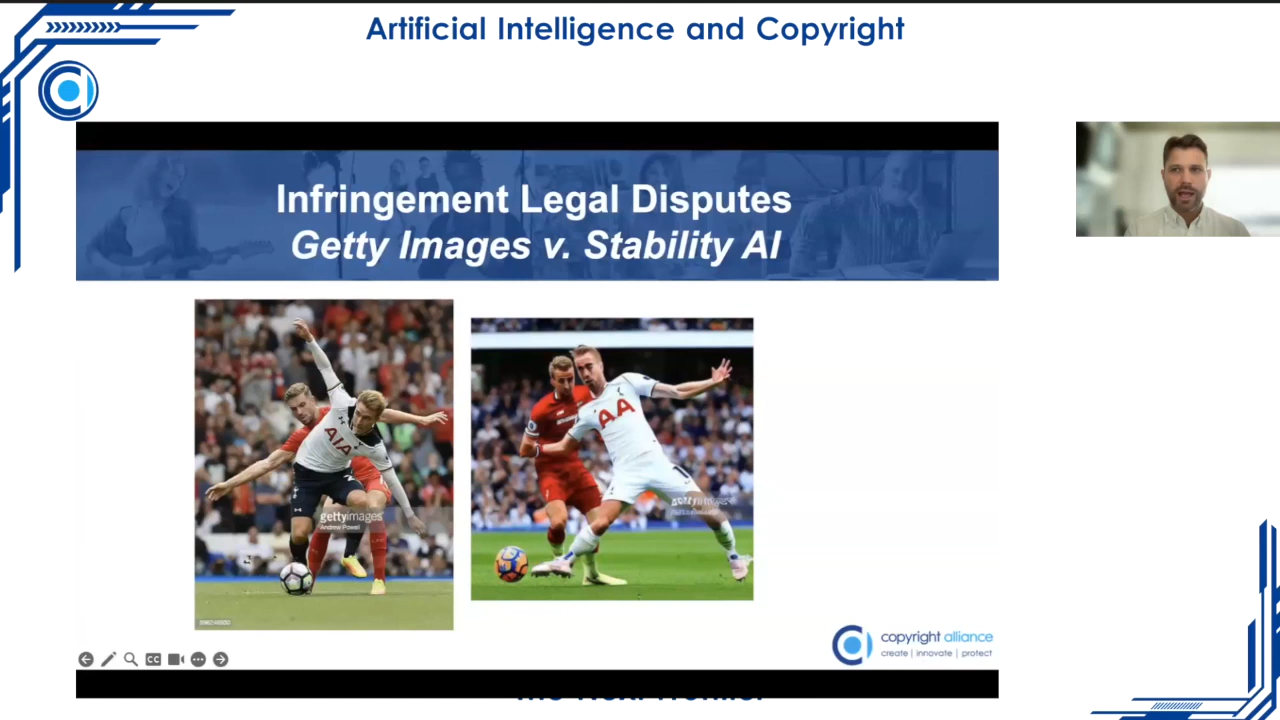 Artificial Intelligence and Copyright
Infringement Legal Disputes
Getty Images v. Stability AI
AIA
gettyimages
Andrew Powell
AA
CC
copyright alliance
create | innovate | protect